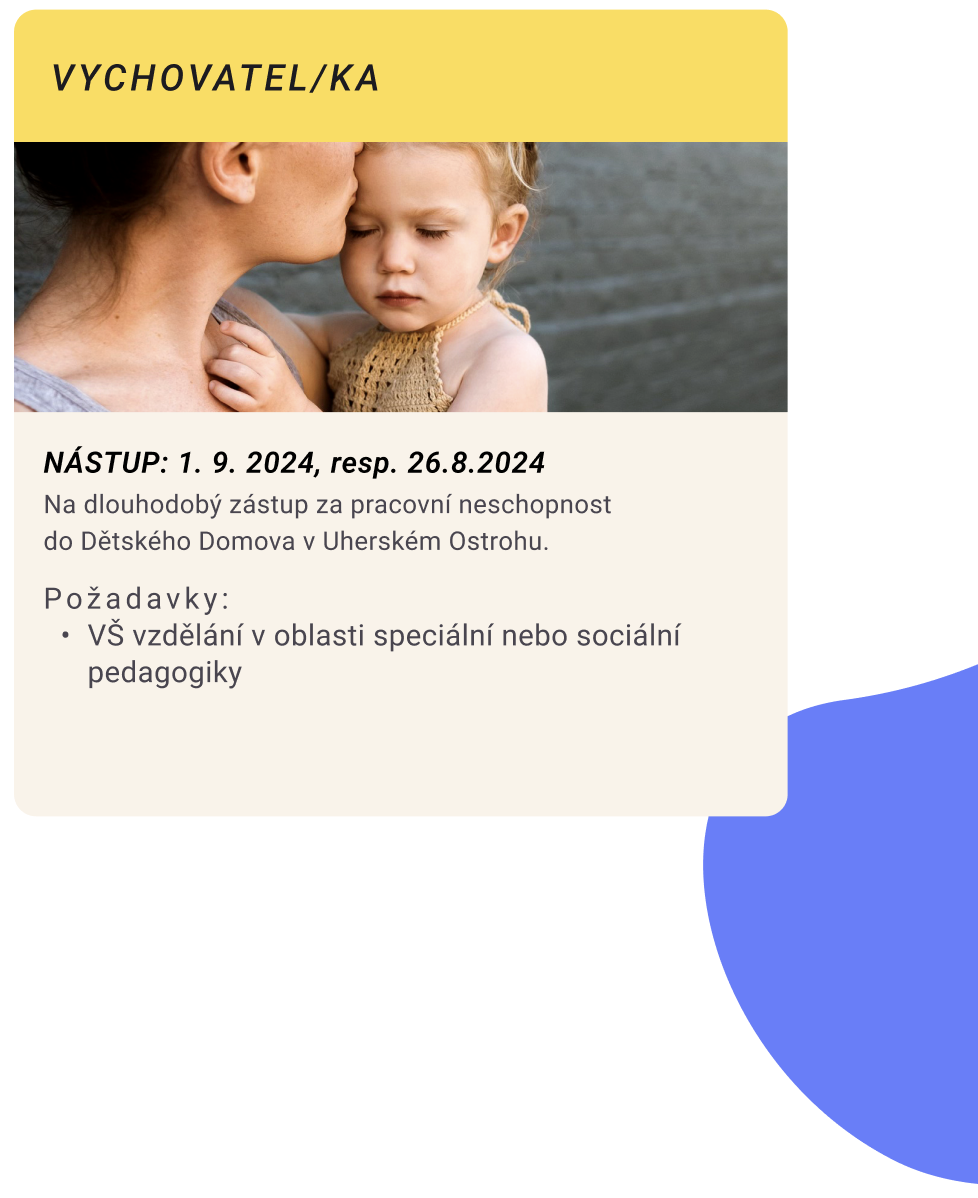 VYCHOVATEL/KA
NÁSTUP: 1. 9. 2024, resp. 26.8.2024
Na dlouhodobý zástup za pracovní neschopnost
do Dětského Domova v Uherském Ostrohu.
Požadavky:
• VŠ vzdělání v oblasti speciální nebo sociální
pedagogiky